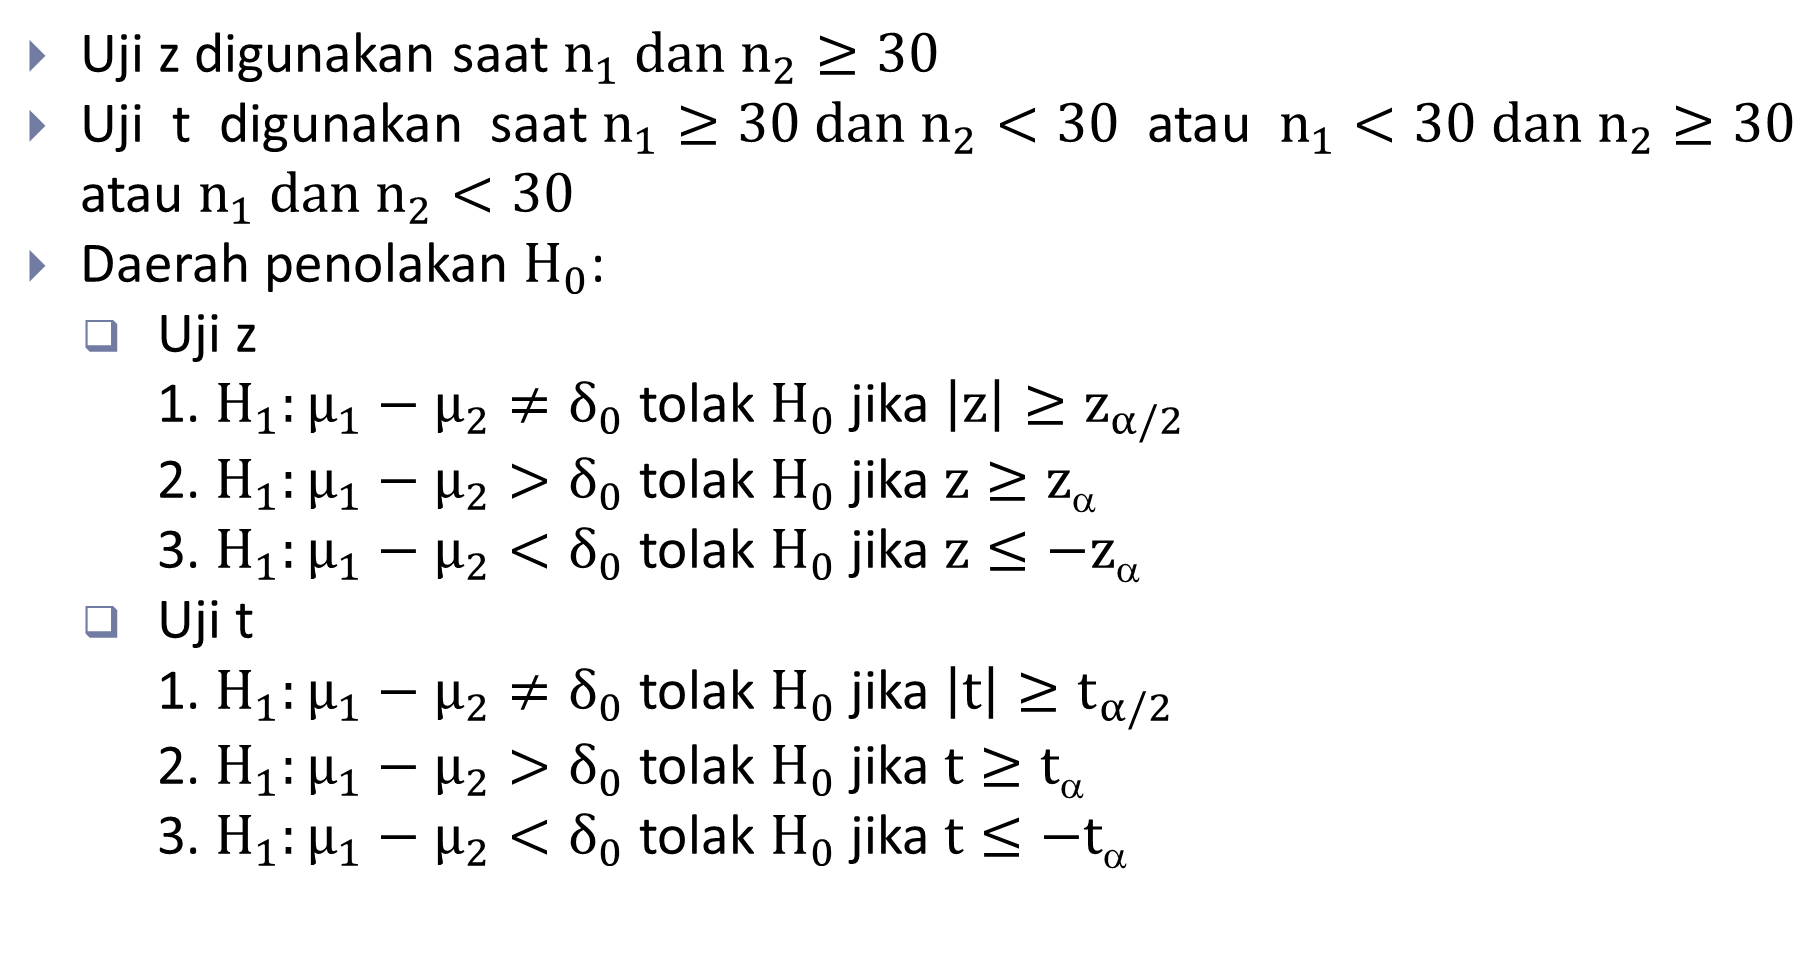 Uji z digunakan saat n₁ dan n₂ ≥ 30
Uji t digunakan saat n₁ ≥ 30 dan n₂ < 30 atau n₁ < 30 dan n₂ ≥ 30
atau n₁ dan n₂ < 30
Daerah penolakan H₀:
Uji z
1. H₁: μ₁ − μ₂ ≠ δ₀ tolak H₀ jika |z| ≥ z_α/2
2. H₁: μ₁ − μ₂ > δ₀ tolak H₀ jika z ≥ z_α
3. H₁: μ₁ − μ₂ < δ₀ tolak H₀ jika z ≤ −z_α
Uji t
1. H₁: μ₁ − μ₂ ≠ δ₀ tolak H₀ jika |t| ≥ t_α/2
2. H₁: μ₁ − μ₂ > δ₀ tolak H₀ jika t ≥ t_α
3. H₁: μ₁ − μ₂ < δ₀ tolak H₀ jika t ≤ −t_α